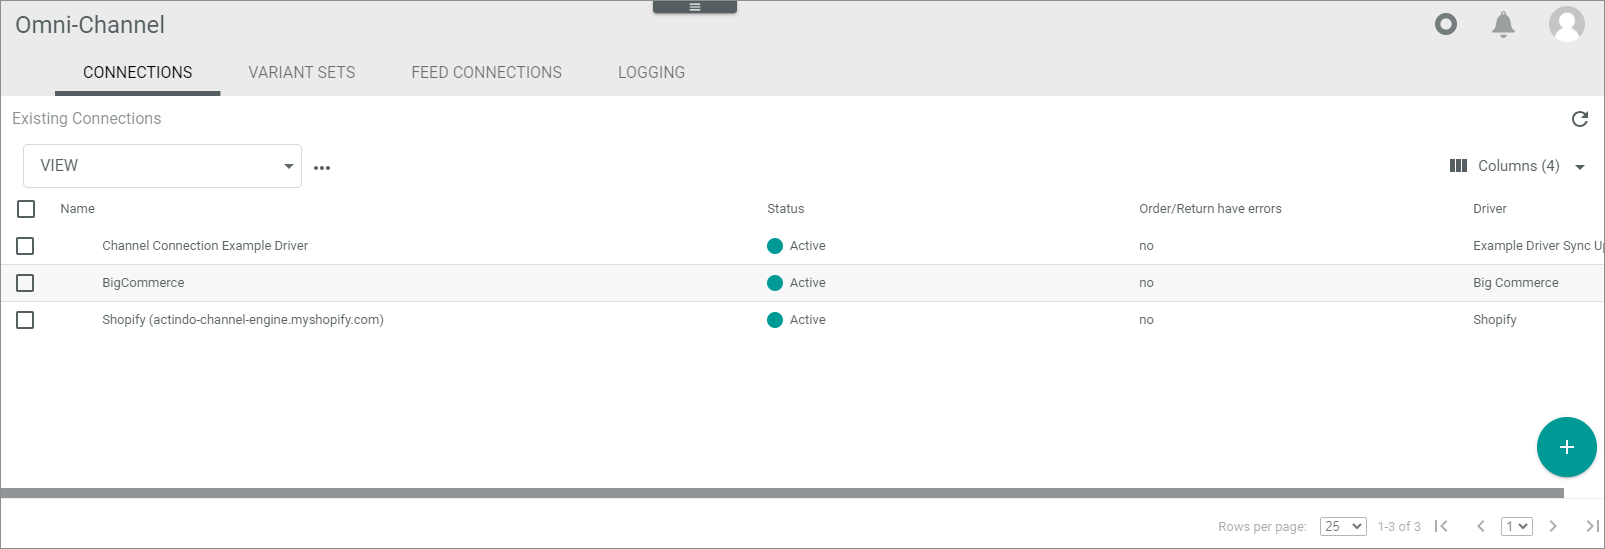 Omni-Channel
CONNECTIONS VARIANT SETS FEED CONNECTIONS LOGGING
Existing Connections
VIEW Columns (4)
Name Status Order/Return have errors Driver
Channel Connection Example Driver Active no Example Driver Sync
BigCommerce Active no Big Commerce
Shopify (actindo-channel-engine.myshopify.com) Active no Shopify
Rows per page: 25 1-3 of 3 1